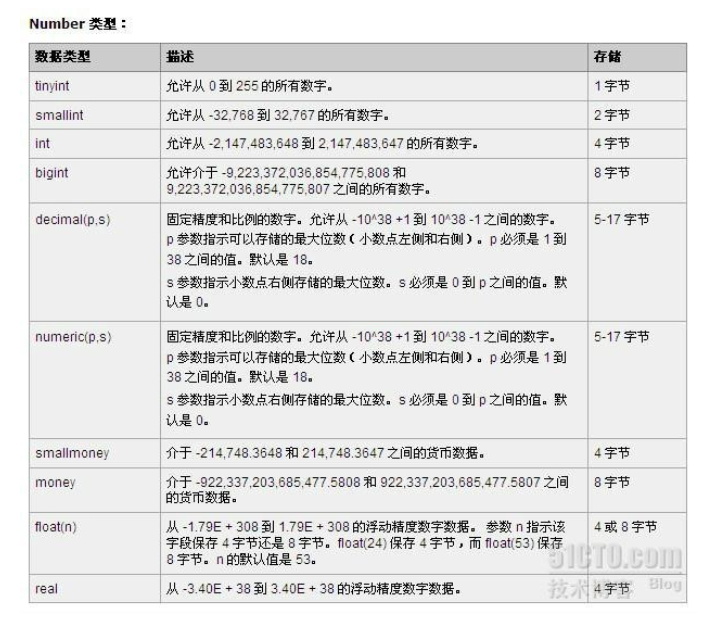 Number 类型：
数据类型 描述 存储
tinyint 允许从 0 到 255 的所有数字。 1 字节
smallint 允许从 -32,768 到 32,767 的所有数字。 2 字节
int 允许从 -2,147,483,648 到 2,147,483,647 的所有数字。 4 字节
bigint 允许介于 -9,223,372,036,854,775,808 和 8 字节
9,223,372,036,854,775,807 之间的所有数字。
decimal(p,s) 固定精度和比例的数字。允许从 -10^38 +1 到 10^38 -1 之间的数字。 5-17 字节
p 参数指示可以存储的最大位数（小数点左侧和右侧）。p 必须是 1 到
38 之间的值。默认是 18。
s 参数指示小数点右侧存储的最大位数。s 必须是 0 到 p 之间的值。默
认是 0。
numeric(p,s) 固定精度和比例的数字。允许从 -10^38 +1 到 10^38 -1 之间的数字。 5-17 字节
p 参数指示可以存储的最大位数（小数点左侧和右侧）。p 必须是 1 到
38 之间的值。默认是 18。
s 参数指示小数点右侧存储的最大位数。s 必须是 0 到 p 之间的值。默
认是 0。
smallmoney 介于 -214,748.3648 和 214,748.3647 之间的货币数据。 4 字节
money 介于 -922,337,203,685,477.5808 和 922,337,203,685,477.5807 之间 8 字节
的货币数据。
float(n) 从 -1.79E + 308 到 1.79E + 308 的浮动精度数字数据。 参数 n 指示该 4 或 8 字节
字段保存 4 字节还是 8 字节。float(24) 保存 4 字节，而 float(53) 保存
8 字节。n 的默认值是 53。
51CTO.com
real 从 -3.40E + 38 到 3.40E + 38 的浮动精度数字数据。 4 字节
技术博客 Blog